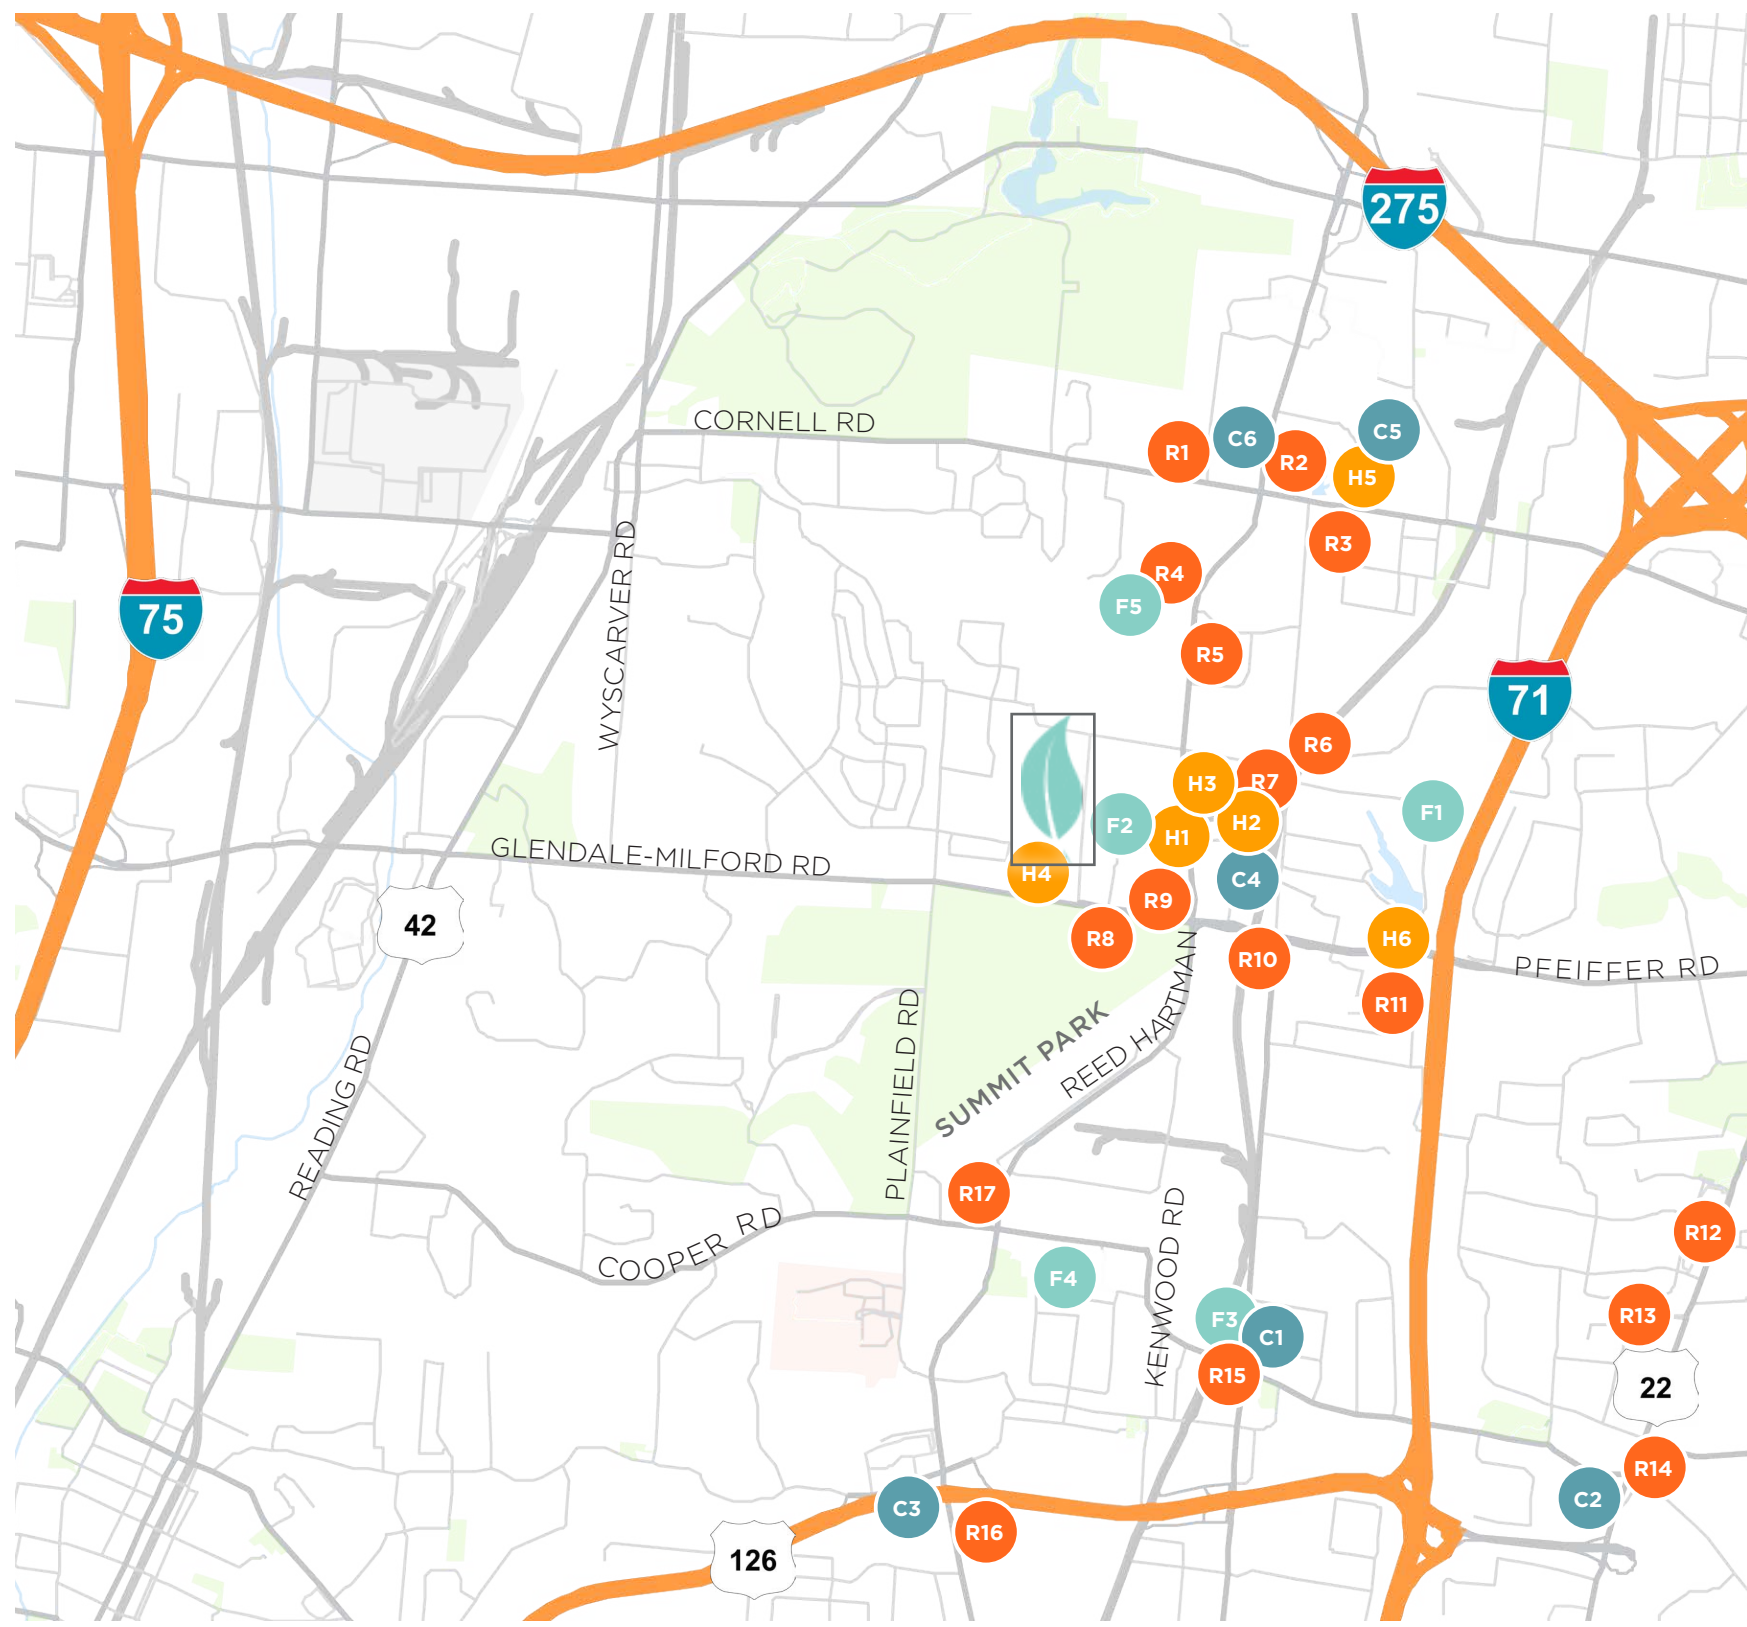 275
CORNELL RD
R1
C6
R2
C5
H5
R3
WYSCARVER RD
R4
F5
75
R5
71
R6
H3
R7
F1
F2
H1
H2
GLENDALE-MILFORD RD
H4
C4
R9
42
R8
H6
R10
PFEIFFER RD
R11
REED HARTMAN
PLAINFIELD RD
SUMMIT PARK
READING RD
R17
KENWOOD RD
R12
COOPER RD
F4
F3
C1
R13
R15
22
R14
C2
C3
R16
126